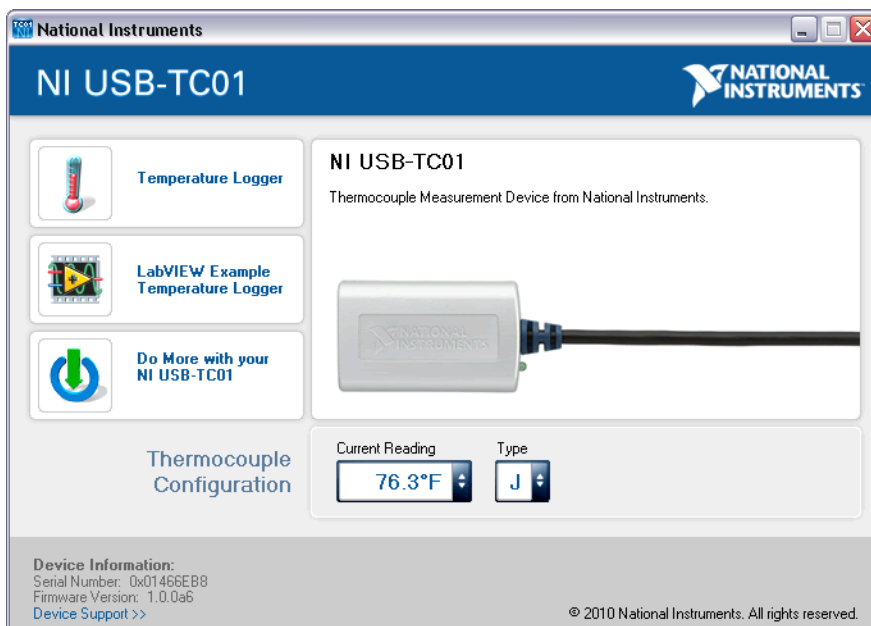 National Instruments
NI USB-TC01
NATIONAL
INSTRUMENTS
Temperature Logger
LabVIEW Example
Temperature Logger
Do More with your
NI USB-TC01
NI USB-TC01
Thermocouple Measurement Device from National Instruments.
NATIONAL
INSTRUMENTS
Thermocouple
Configuration
Current Reading
76.3°F
Type
J
Device Information:
Serial Number: 0x01466EB8
Firmware Version: 1.0.0a6
Device Support >>
© 2010 National Instruments. All rights reserved.